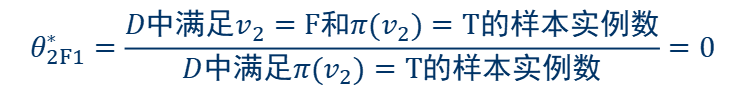 θ*₂F₁ = D中满足v₂ = F和π(v₂) = T的样本实例数 / D中满足π(v₂) = T的样本实例数 = 0